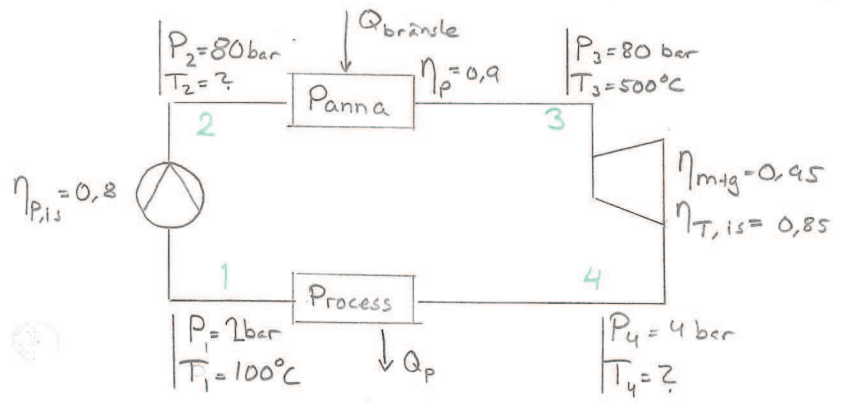 Q bränsle
P₂=80bar
T₂=?
Panna
ηp=0,9
P₃=80 bar
T₃=500°C
2
3
ηP,is=0,8
ηm+g=0,95
ηT,is=0,85
1
4
Process
P₁=2bar
T₁=100°C
Qp
P₄=4 bar
T₄=?